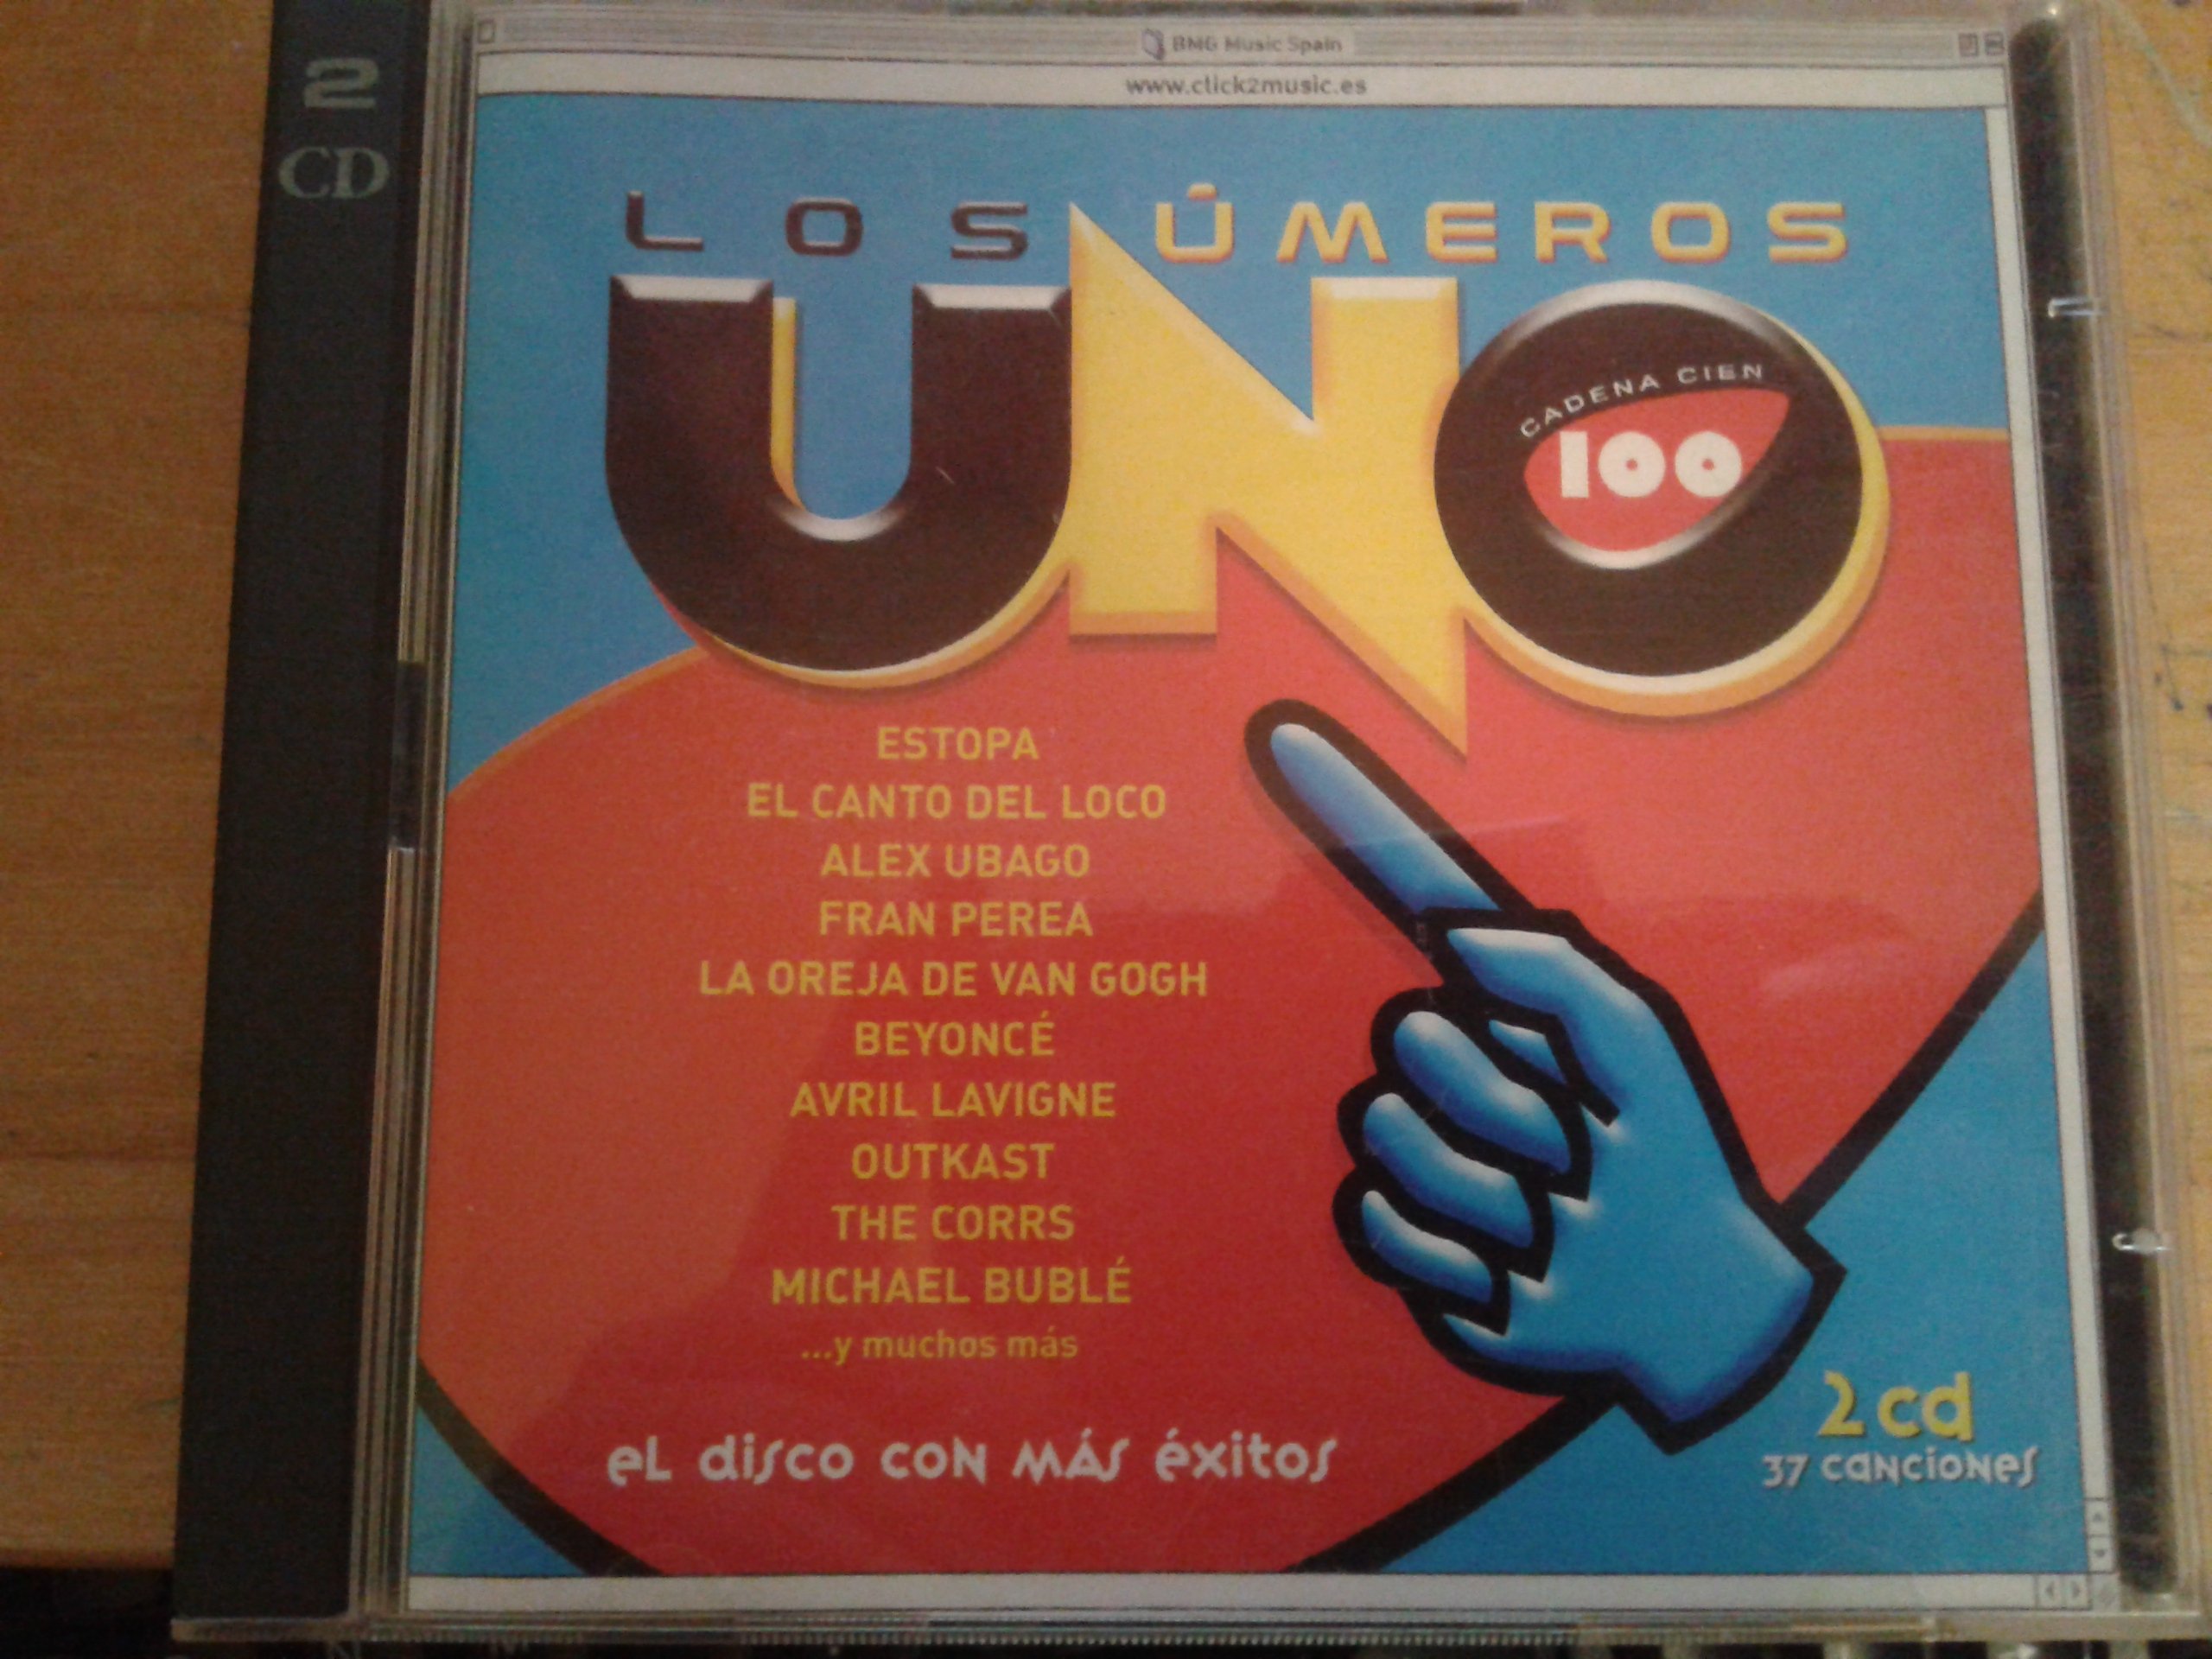 2
CD
BMG Music Spain
www.click2music.es
LOS ÚMEROS
UNO
CADENA CIEN
100
ESTOPA
EL CANTO DEL LOCO
ALEX UBAGO
FRAN PEREA
LA OREJA DE VAN GOGH
BEYONCÉ
AVRIL LAVIGNE
OUTKAST
THE CORRS
MICHAEL BUBLÉ
...y muchos más
eL disco con más éxitos
2 cd
37 canciones